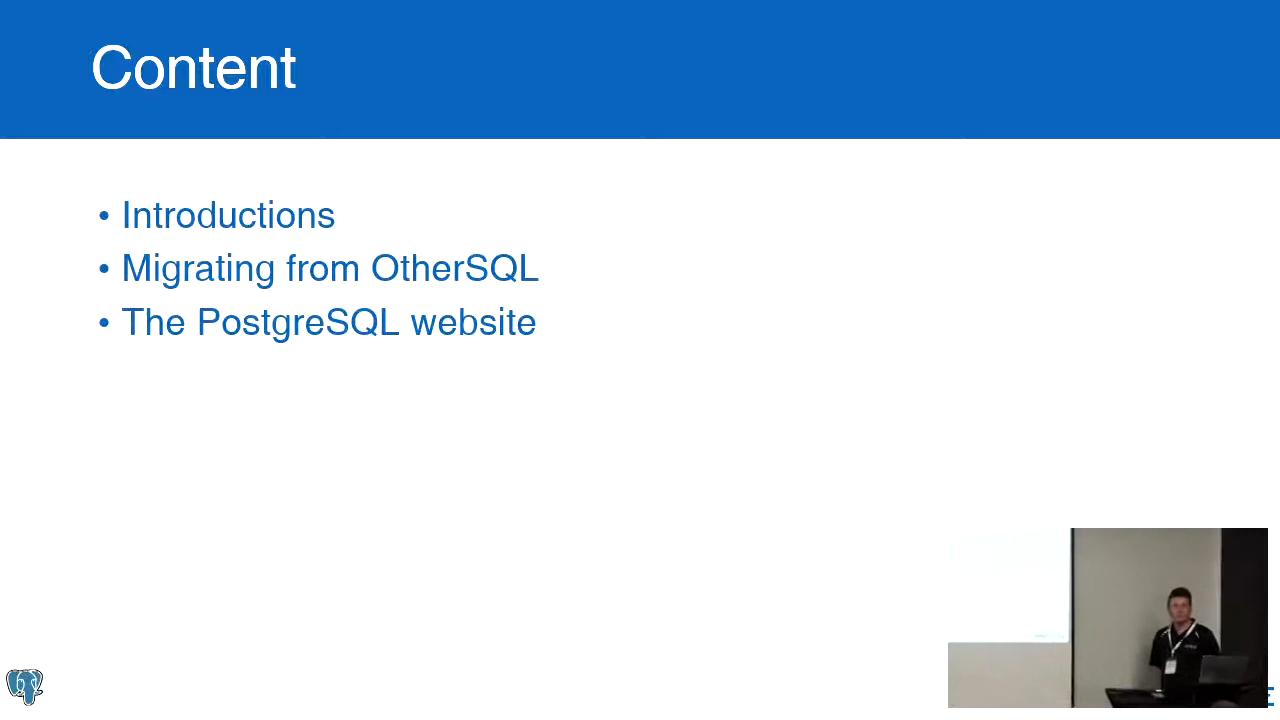 Content
• Introductions
• Migrating from OtherSQL
• The PostgreSQL website